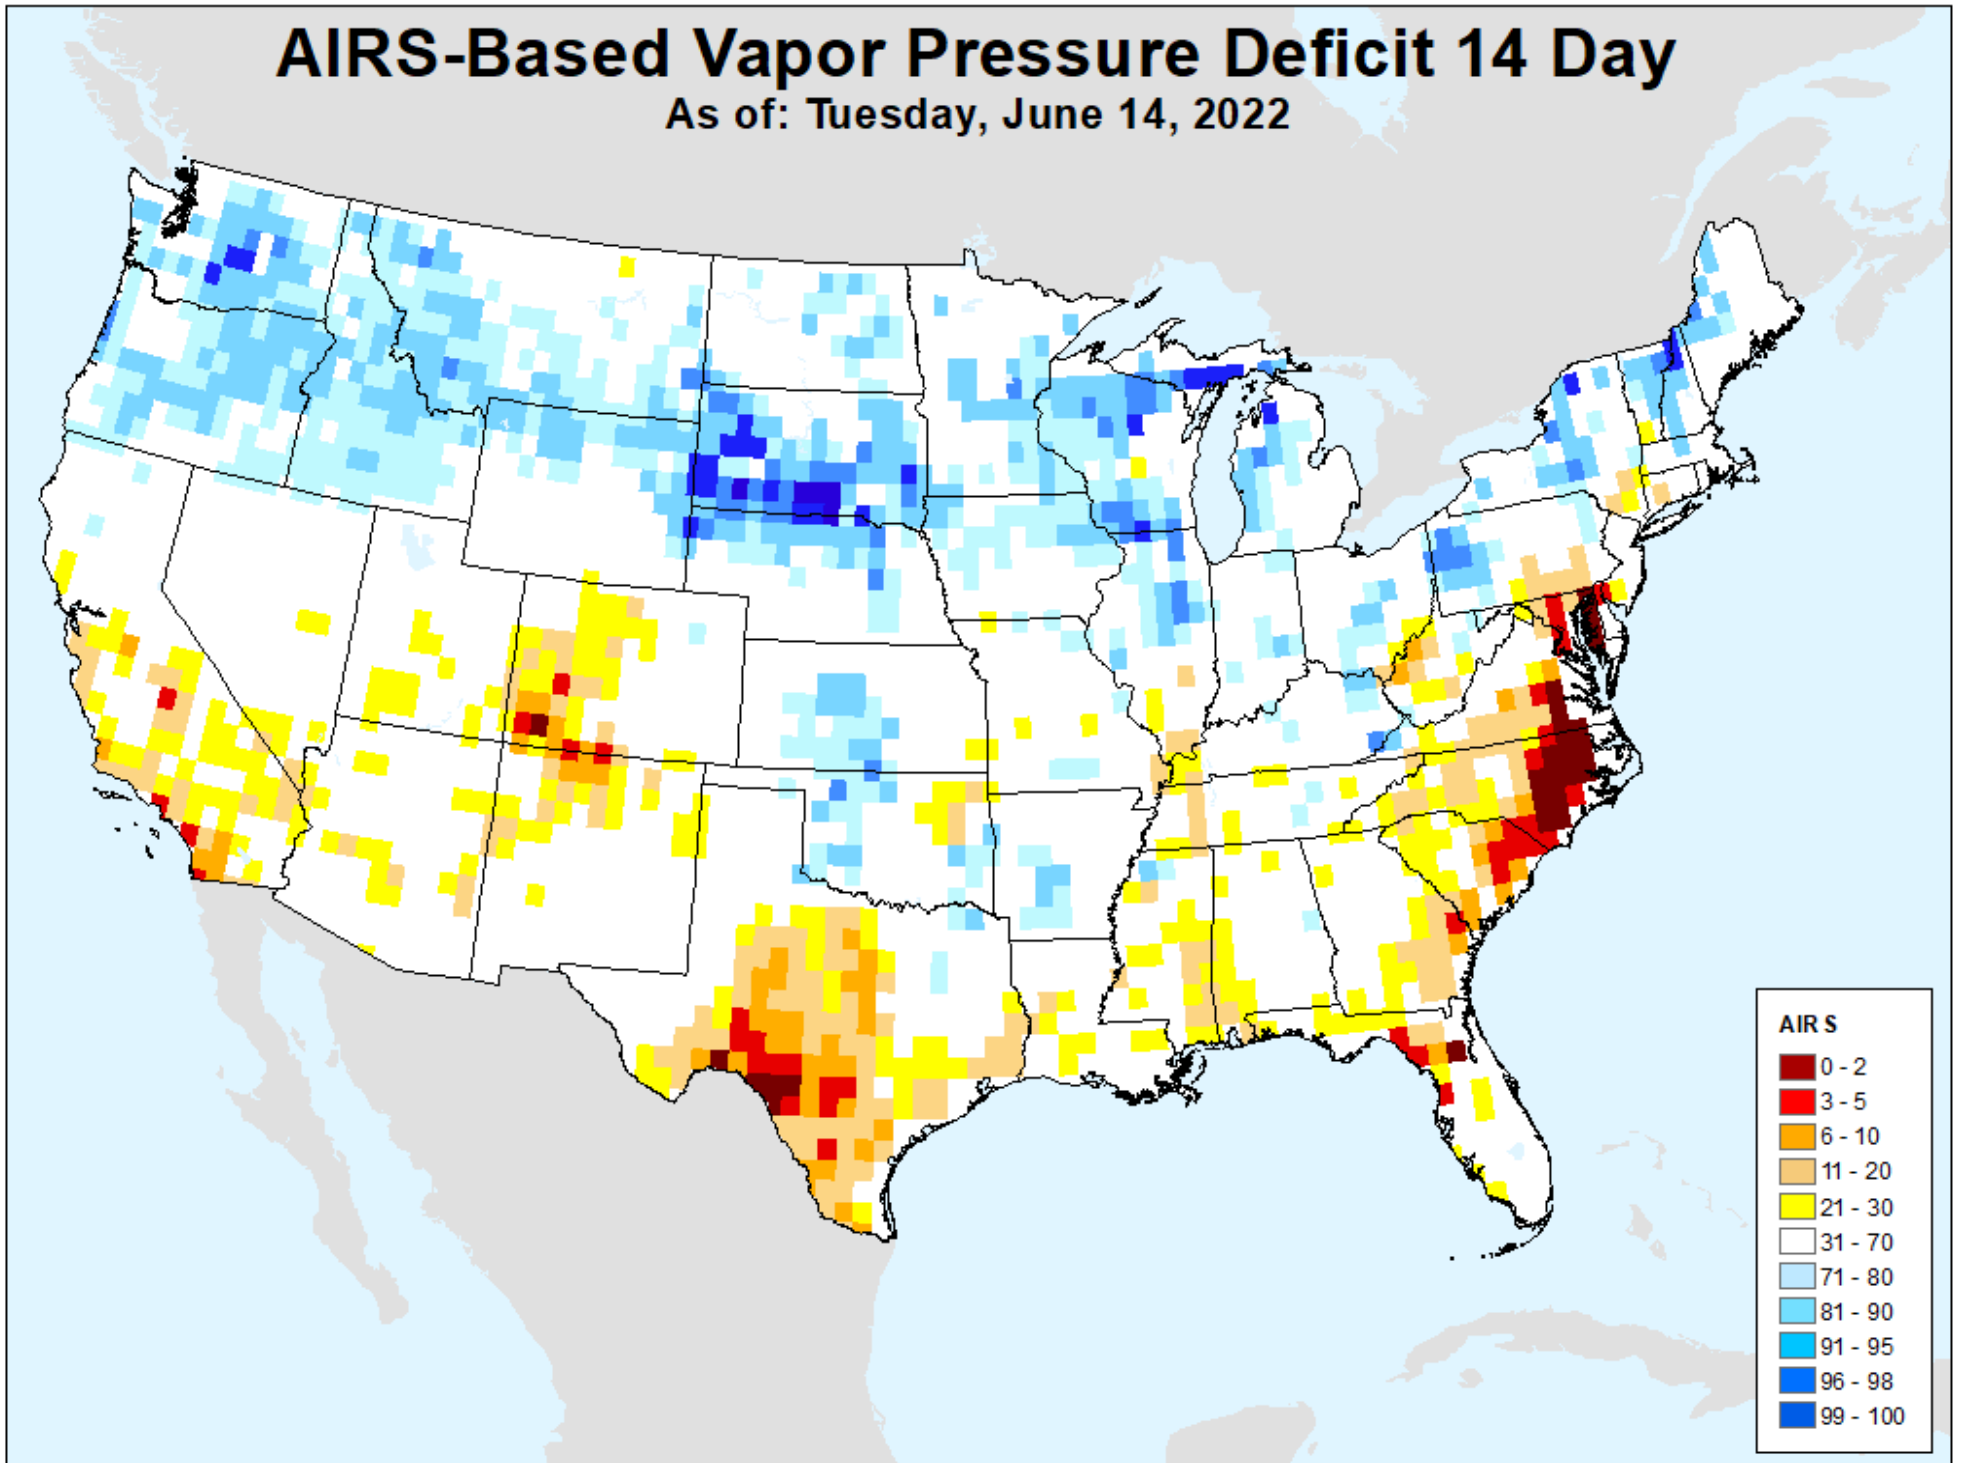 AIRS-Based Vapor Pressure Deficit 14 Day
As of: Tuesday, June 14, 2022
AIRS
0 - 2
3 - 5
6 - 10
11 - 20
21 - 30
31 - 70
71 - 80
81 - 90
91 - 95
96 - 98
99 - 100